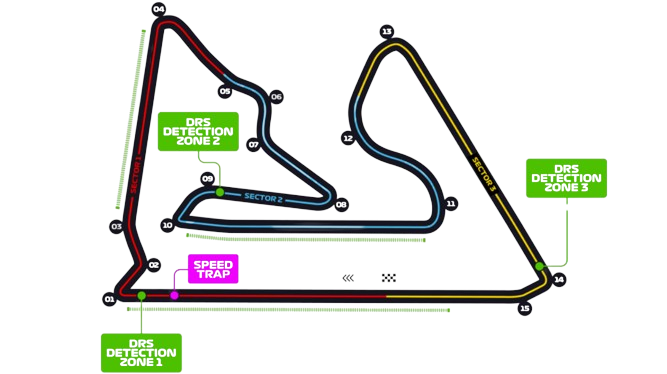 04
13
05
06
DRS
DETECTION
ZONE 2
07
12
SECTOR 1
SECTOR 3
DRS
DETECTION
ZONE 3
09
SECTOR 2
08
11
03
10
02
SPEED
TRAP
14
01
15
DRS
DETECTION
ZONE 1